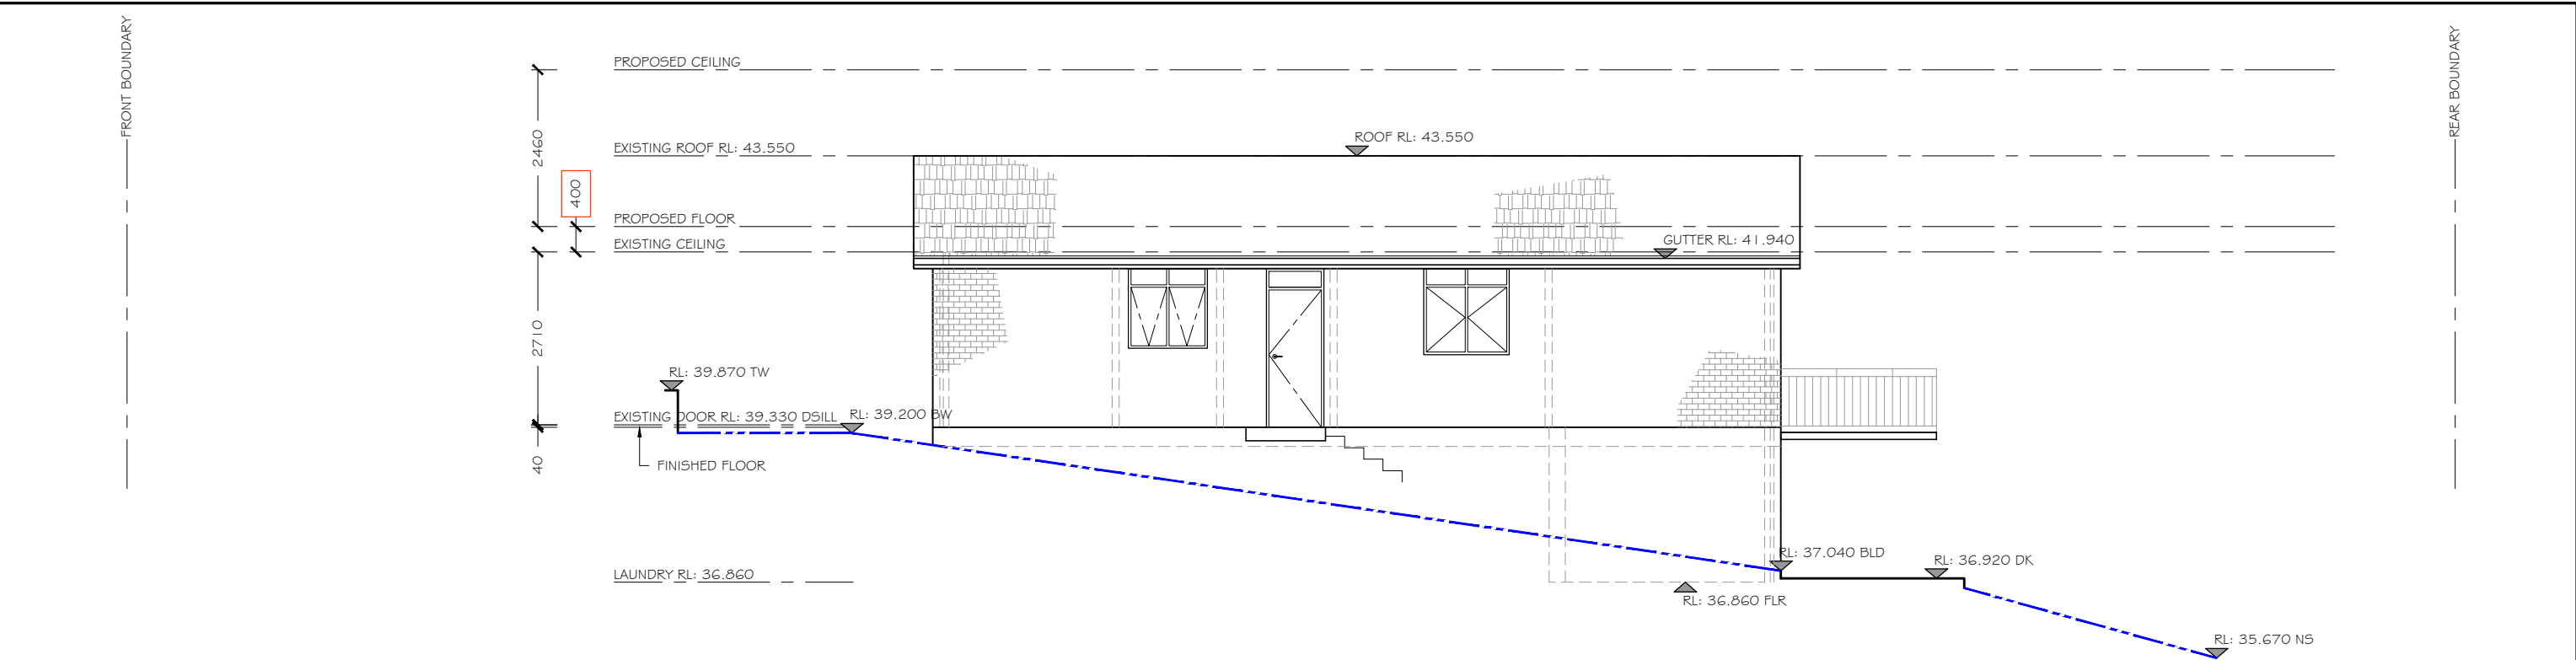 FRONT BOUNDARY
REAR BOUNDARY
PROPOSED CEILING
2460
EXISTING ROOF RL: 43.550
ROOF RL: 43.550
400
PROPOSED FLOOR
EXISTING CEILING
GUTTER RL: 41.940
2710
RL: 39.870 TW
EXISTING DOOR RL: 39.330 DSILL
RL: 39.200 BW
40
FINISHED FLOOR
RL: 37.040 BLD
RL: 36.920 DK
LAUNDRY RL: 36.860
RL: 36.860 FLR
RL: 35.670 NS